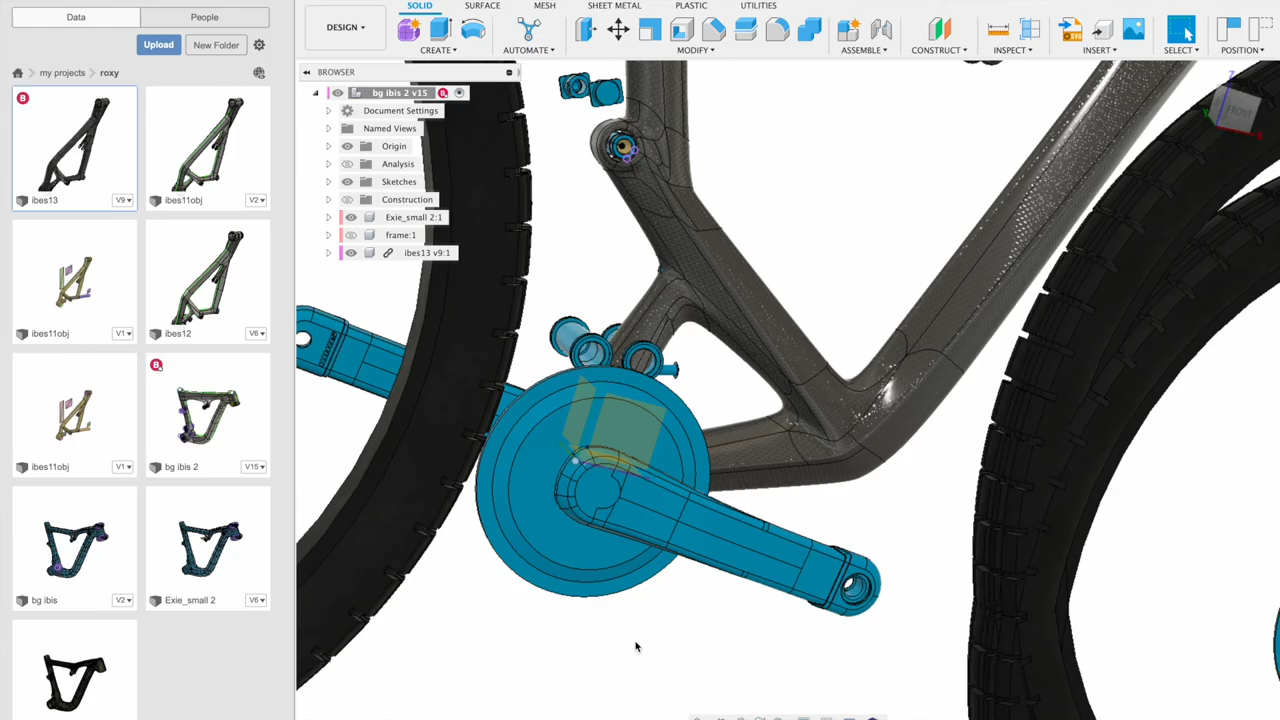 Data
People
Upload
New Folder
my projects
roxy
ibes13
V9
ibes11obj
V2
ibes11obj
V1
ibes12
V6
ibes11obj
V1
bg ibis 2
V15
bg ibis
V2
Exie_small 2
V6
DESIGN
SOLID
SURFACE
MESH
SHEET METAL
PLASTIC
UTILITIES
CREATE
AUTOMATE
MODIFY
ASSEMBLE
CONSTRUCT
INSPECT
INSERT
SELECT
POSITION
BROWSER
bg ibis 2 v15
Document Settings
Named Views
Origin
Analysis
Sketches
Construction
Exie_small 2:1
frame:1
ibes13 v9:1
FRONT
Z
X